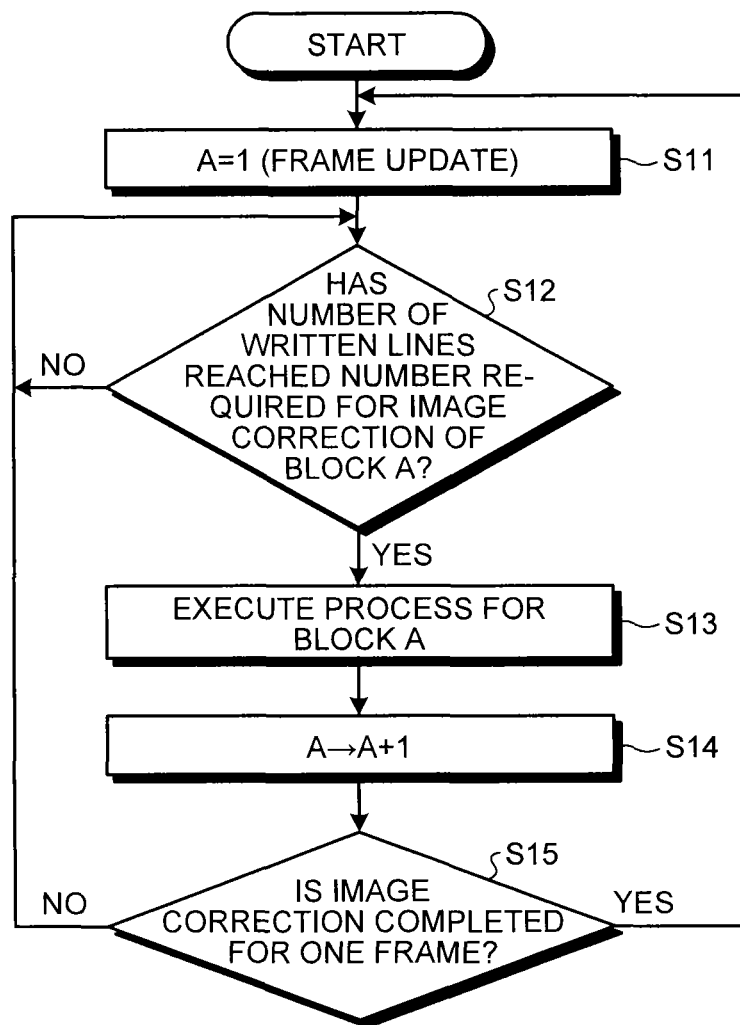 START
A=1 (FRAME UPDATE)
S11
HAS
NUMBER OF
WRITTEN LINES
REACHED NUMBER RE-
QUIRED FOR IMAGE
CORRECTION OF
BLOCK A?
S12
NO
YES
EXECUTE PROCESS FOR
BLOCK A
S13
A→A+1
S14
IS IMAGE
CORRECTION COMPLETED
FOR ONE FRAME?
S15
NO
YES